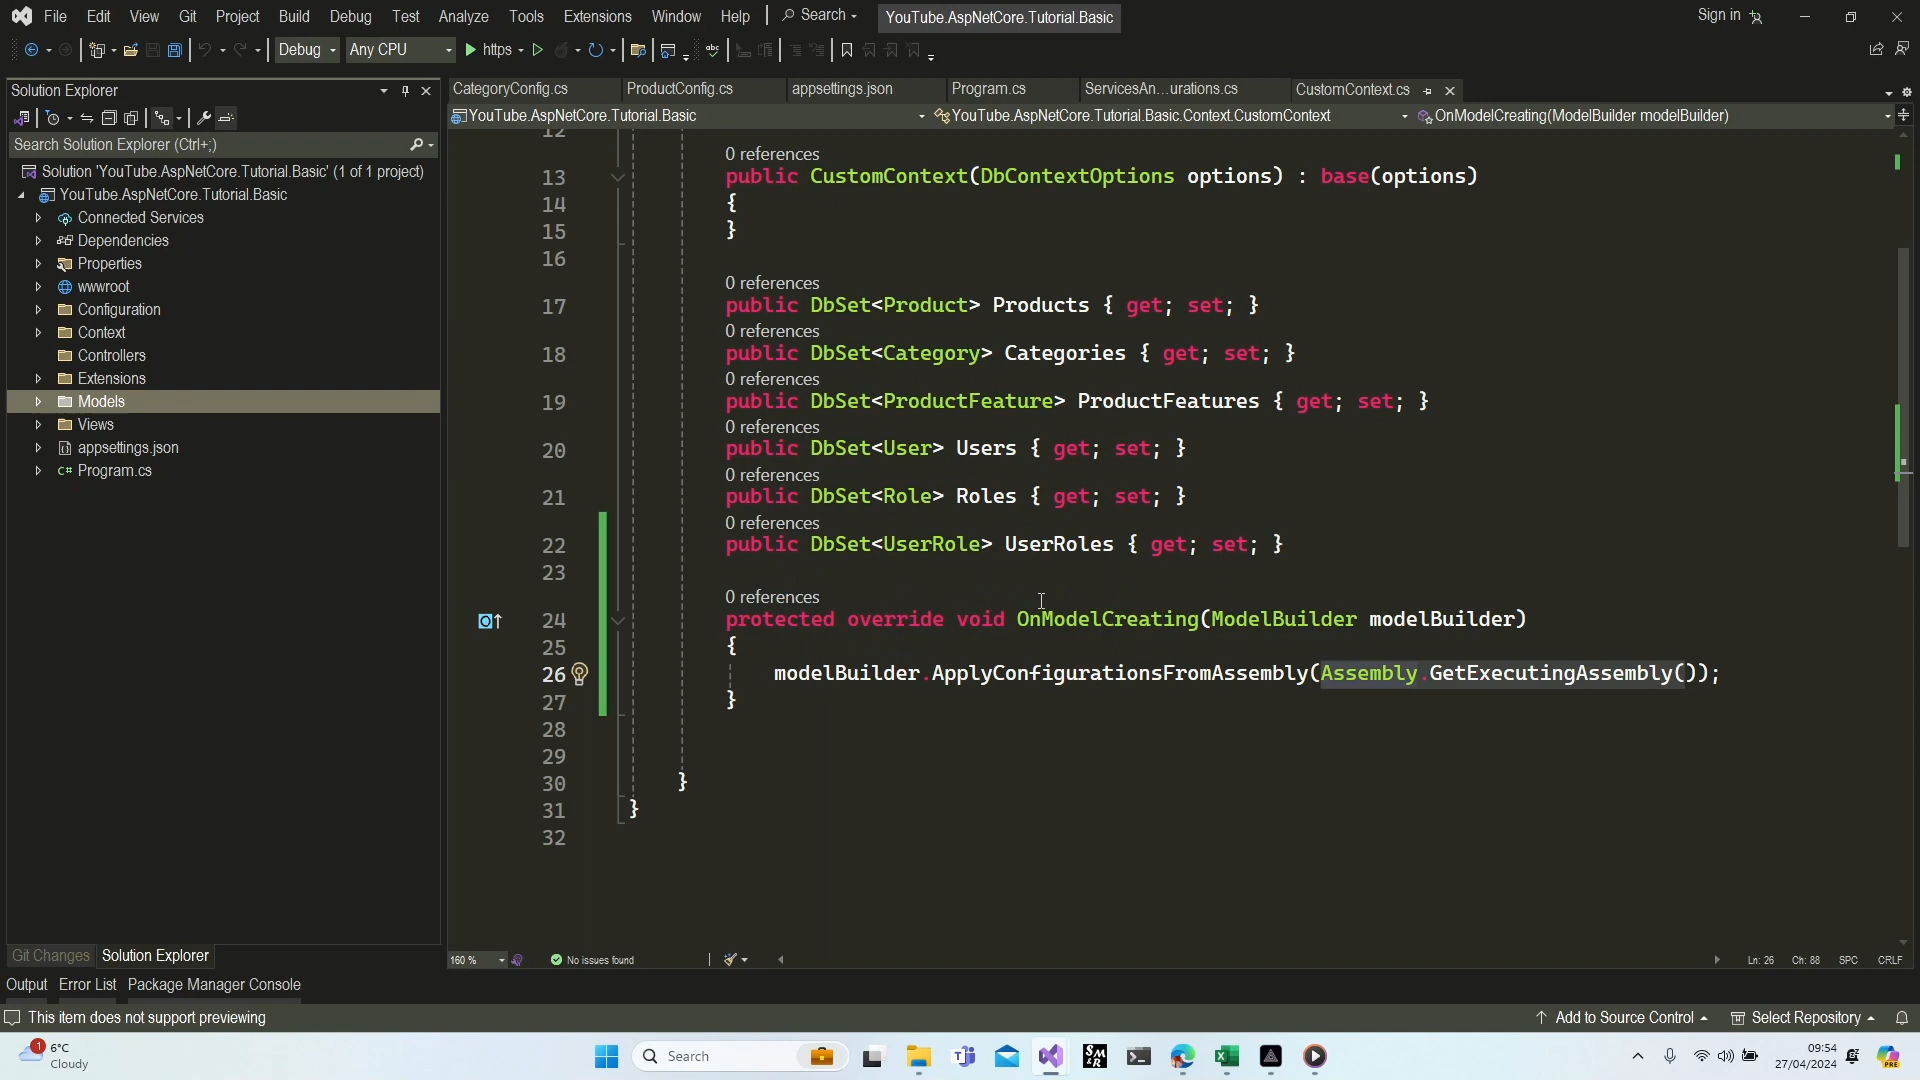 File Edit View Git Project Build Debug Test Analyze Tools Extensions Window Help Search YouTube.AspNetCore.Tutorial.Basic Sign in
Debug Any CPU https
Solution Explorer
Search Solution Explorer (Ctrl+;)
Solution 'YouTube.AspNetCore.Tutorial.Basic' (1 of 1 project)
YouTube.AspNetCore.Tutorial.Basic
Connected Services
Dependencies
Properties
wwwroot
Configuration
Context
Controllers
Extensions
Models
Views
appsettings.json
C# Program.cs
Git Changes Solution Explorer
CategoryConfig.cs ProductConfig.cs appsettings.json Program.cs ServicesAn...urations.cs CustomContext.cs
YouTube.AspNetCore.Tutorial.Basic YouTube.AspNetCore.Tutorial.Basic.Context.CustomContext OnModelCreating(ModelBuilder modelBuilder)
12
0 references
13 public CustomContext(DbContextOptions options) : base(options)
14 {
15 }
16
0 references
17 public DbSet<Product> Products { get; set; }
0 references
18 public DbSet<Category> Categories { get; set; }
0 references
19 public DbSet<ProductFeature> ProductFeatures { get; set; }
0 references
20 public DbSet<User> Users { get; set; }
0 references
21 public DbSet<Role> Roles { get; set; }
0 references
22 public DbSet<UserRole> UserRoles { get; set; }
23
0 references
24 protected override void OnModelCreating(ModelBuilder modelBuilder)
25 {
26 modelBuilder.ApplyConfigurationsFromAssembly(Assembly.GetExecutingAssembly());
27 }
28
29
30 }
31 }
32
160 % No issues found Ln: 26 Ch: 88 SPC CRLF
Output Error List Package Manager Console
This item does not support previewing Add to Source Control Select Repository
1 6°C
Cloudy
Search
09:54
27/04/2024
PRE